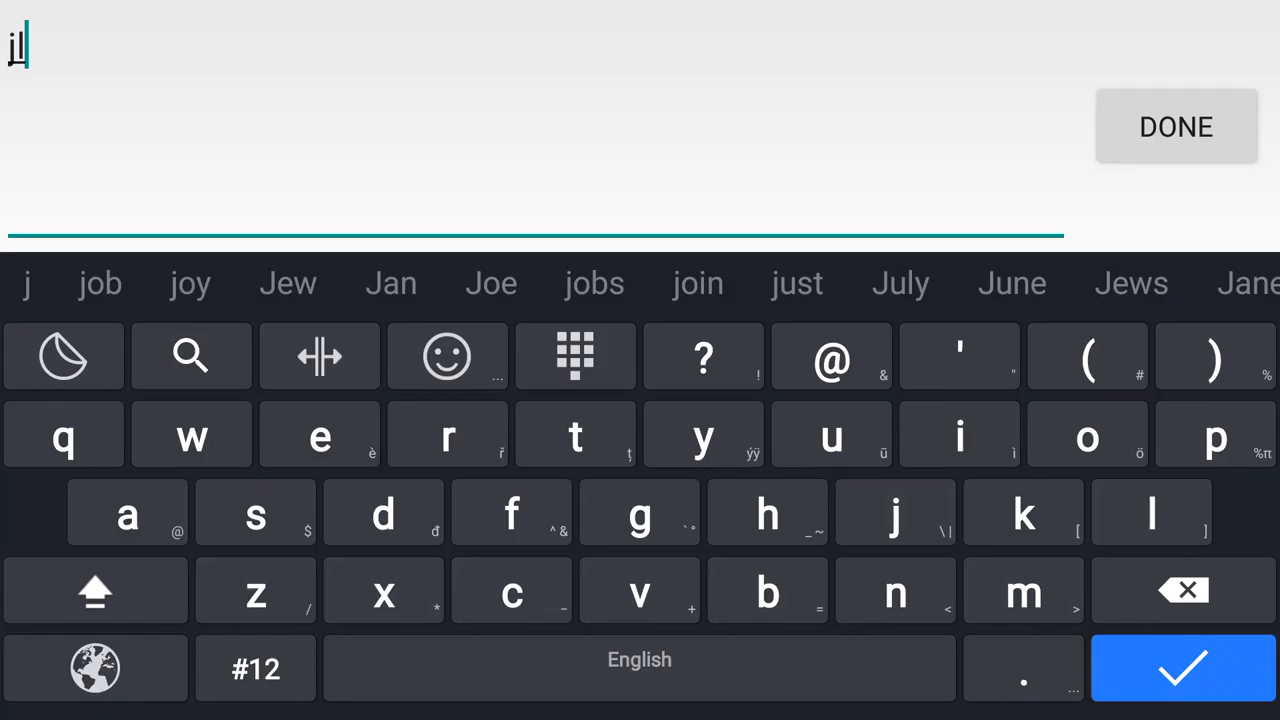 jl
DONE
j job joy Jew Jan Joe jobs join just July June Jews Jane
? ! @ & ' " ( # ) %
q w e è r ř t ţ y ýÿ u ū i ì o ö p %π
a @ s $ d đ f ^ & g ` ° h _ ~ j \ | k [ l ]
z / x * c − v + b = n < m >
#12 English . ...